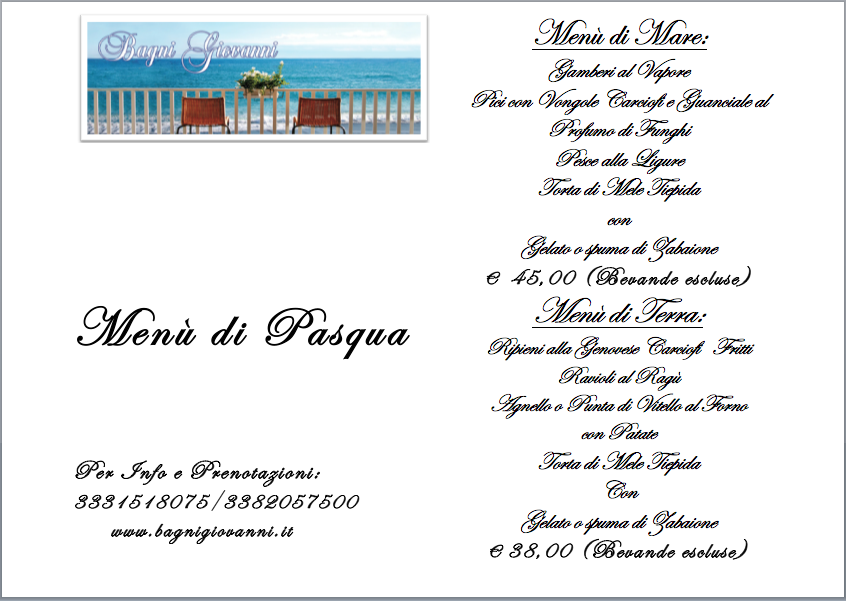 Bagni Giovanni
Menù di Pasqua
Per Info e Prenotazioni:
3331518075/3382057500
www.bagnigiovanni.it
Menù di Mare:
Gamberi al Vapore
Pici con Vongole Carciofi e Guanciale al
Profumo di Funghi
Pesce alla Ligure
Torta di Mele Tiepida
con
Gelato o spuma di Zabaione
€ 45,00 (Bevande escluse)
Menù di Terra:
Ripieni alla Genovese Carciofi Fritti
Ravioli al Ragù
Agnello o Punta di Vitello al Forno
con Patate
Torta di Mele Tiepida
Con
Gelato o spuma di Zabaione
€ 38,00 (Bevande escluse)